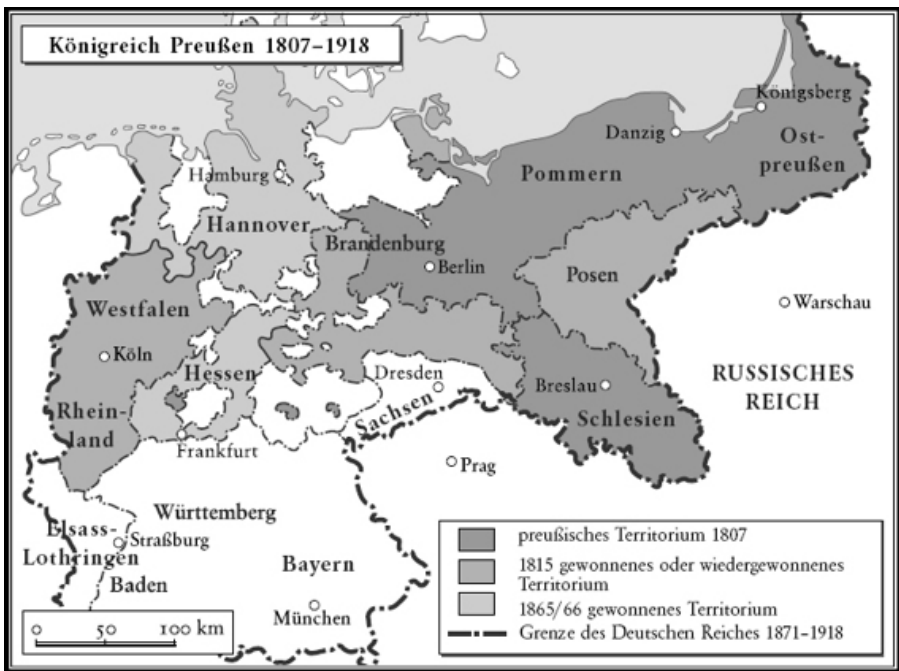 Königreich Preußen 1807–1918
Königsberg
Danzig
Ost-
preußen
Pommern
Hamburg
Hannover
Brandenburg
Berlin
Posen
Westfalen
Warschau
Köln
Hessen
Dresden
Breslau
RUSSISCHES
REICH
Rhein-
land
Sachsen
Schlesien
Frankfurt
Prag
Württemberg
Elsass-
Lothringen
Straßburg
Baden
Bayern
München
0 50 100 km
preußisches Territorium 1807
1815 gewonnenes oder wiedergewonnenes
Territorium
1865/66 gewonnenes Territorium
Grenze des Deutschen Reiches 1871–1918